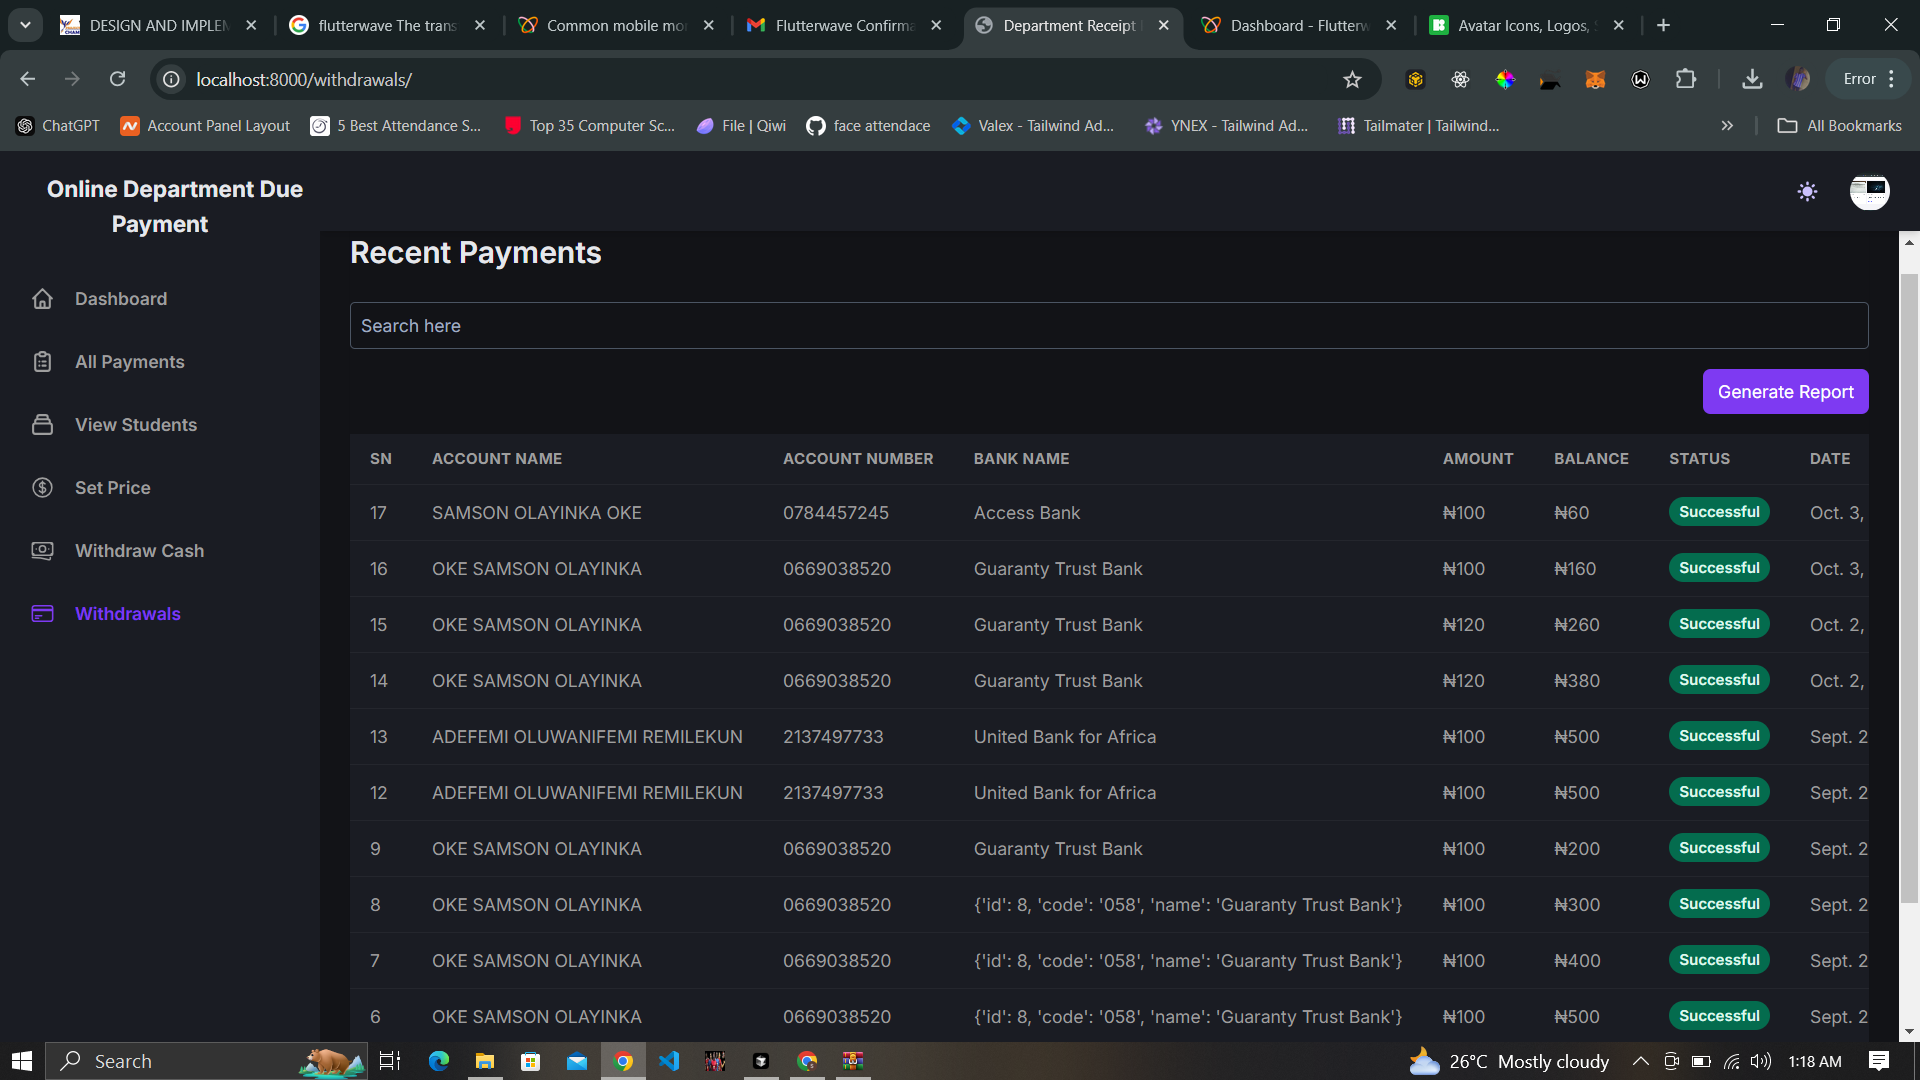 DESIGN AND IMPLEM
flutterwave The trans
Common mobile mo
Flutterwave Confirma
Department Receipt
Dashboard - Flutterw
Avatar Icons, Logos,
localhost:8000/withdrawals/
Error
ChatGPT
Account Panel Layout
5 Best Attendance S...
Top 35 Computer Sc...
File | Qiwi
face attendace
Valex - Tailwind Ad...
YNEX - Tailwind Ad...
Tailmater | Tailwind...
All Bookmarks
Online Department Due
Payment
Dashboard
All Payments
View Students
Set Price
Withdraw Cash
Withdrawals
Recent Payments
Search here
Generate Report
SN ACCOUNT NAME ACCOUNT NUMBER BANK NAME AMOUNT BALANCE STATUS DATE
17 SAMSON OLAYINKA OKE 0784457245 Access Bank ₦100 ₦60 Successful Oct. 3,
16 OKE SAMSON OLAYINKA 0669038520 Guaranty Trust Bank ₦100 ₦160 Successful Oct. 3,
15 OKE SAMSON OLAYINKA 0669038520 Guaranty Trust Bank ₦120 ₦260 Successful Oct. 2,
14 OKE SAMSON OLAYINKA 0669038520 Guaranty Trust Bank ₦120 ₦380 Successful Oct. 2,
13 ADEFEMI OLUWANIFEMI REMILEKUN 2137497733 United Bank for Africa ₦100 ₦500 Successful Sept. 2
12 ADEFEMI OLUWANIFEMI REMILEKUN 2137497733 United Bank for Africa ₦100 ₦500 Successful Sept. 2
9 OKE SAMSON OLAYINKA 0669038520 Guaranty Trust Bank ₦100 ₦200 Successful Sept. 2
8 OKE SAMSON OLAYINKA 0669038520 {'id': 8, 'code': '058', 'name': 'Guaranty Trust Bank'} ₦100 ₦300 Successful Sept. 2
7 OKE SAMSON OLAYINKA 0669038520 {'id': 8, 'code': '058', 'name': 'Guaranty Trust Bank'} ₦100 ₦400 Successful Sept. 2
6 OKE SAMSON OLAYINKA 0669038520 {'id': 8, 'code': '058', 'name': 'Guaranty Trust Bank'} ₦100 ₦500 Successful Sept. 2
Search
26°C Mostly cloudy
1:18 AM